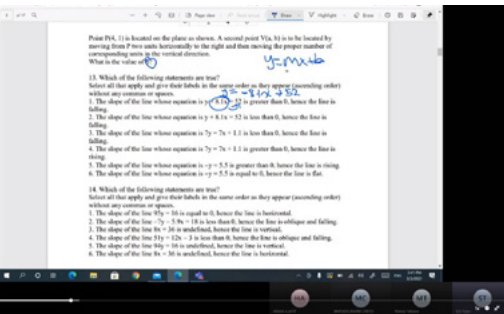 Page view
Draw
Highlight
Erase
Point P(4, 1) is located on the plane as shown. A second point V(a, b) is to be located by
moving from P two units horizontally to the right and then moving the proper number of
corresponding units in the vertical direction.
What is the value of b?
y=mx+b
13. Which of the following statements are true?
Select all that apply and give their labels in the same order as they appear (ascending order)
without any commas or spaces.
1. The slope of the line whose equation is y + 8.1x = 52 is greater than 0, hence the line is
falling.
2. The slope of the line whose equation is y + 8.1x = 52 is less than 0, hence the line is
falling.
3. The slope of the line whose equation is 7y = 7x + 1.1 is less than 0, hence the line is
falling.
4. The slope of the line whose equation is 7y = 7x + 1.1 is greater than 0, hence the line is
rising.
5. The slope of the line whose equation is −y = 5.5 is greater than 0, hence the line is rising.
6. The slope of the line whose equation is −y = 5.5 is equal to 0, hence the line is flat.
14. Which of the following statements are true?
Select all that apply and give their labels in the same order as they appear (ascending order)
without any commas or spaces.
1. The slope of the line 95y = 16 is equal to 0, hence the line is horizontal.
2. The slope of the line −7y − 5.9x = 18 is less than 0, hence the line is oblique and falling.
3. The slope of the line 8x = 36 is undefined, hence the line is vertical.
4. The slope of the line 51y = 12x − 3 is less than 0, hence the line is oblique and falling.
5. The slope of the line 94y = 16 is undefined, hence the line is vertical.
6. The slope of the line 8x = 36 is undefined, hence the line is horizontal.
HA
MC
MT
ST